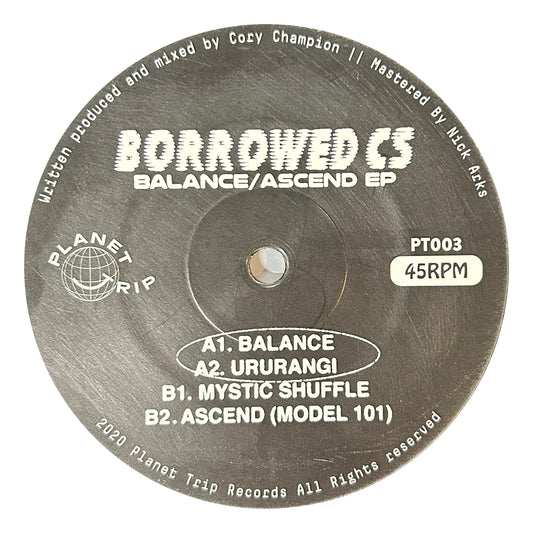 Written produced and mixed by Cory Champion || Mastered By Nick Arks
BORROWED CS
BALANCE/ASCEND EP
PLANET TRIP
PT003
45RPM
A1. BALANCE
A2. URURANGI
B1. MYSTIC SHUFFLE
B2. ASCEND (MODEL 101)
2020 Planet Trip Records All Rights reserved